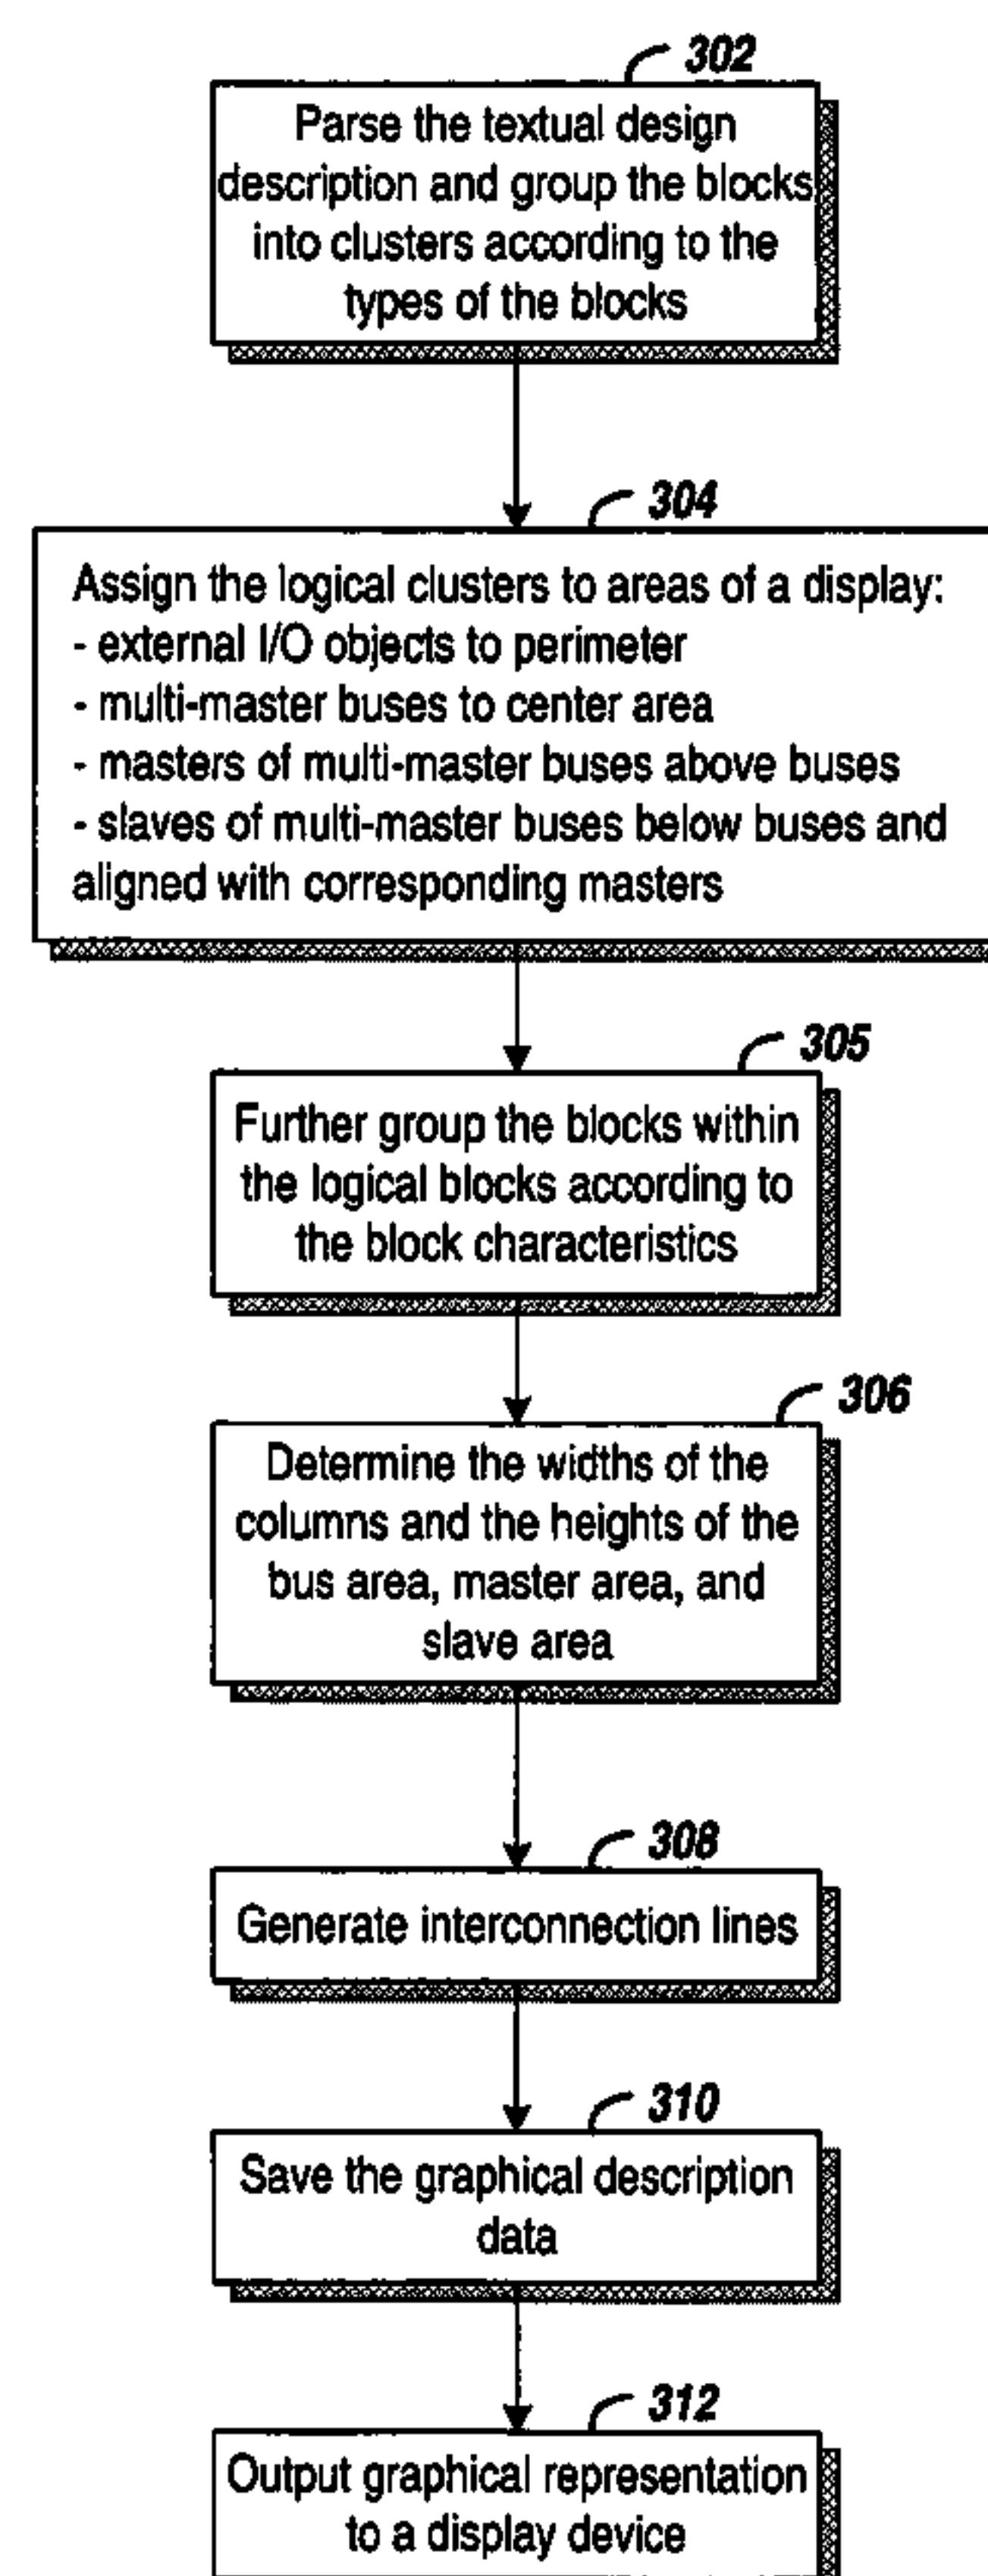 302
Parse the textual design
description and group the blocks
into clusters according to the
types of the blocks
304
Assign the logical clusters to areas of a display:
- external I/O objects to perimeter
- multi-master buses to center area
- masters of multi-master buses above buses
- slaves of multi-master buses below buses and
aligned with corresponding masters
305
Further group the blocks within
the logical blocks according to
the block characteristics
306
Determine the widths of the
columns and the heights of the
bus area, master area, and
slave area
308
Generate interconnection lines
310
Save the graphical description
data
312
Output graphical representation
to a display device